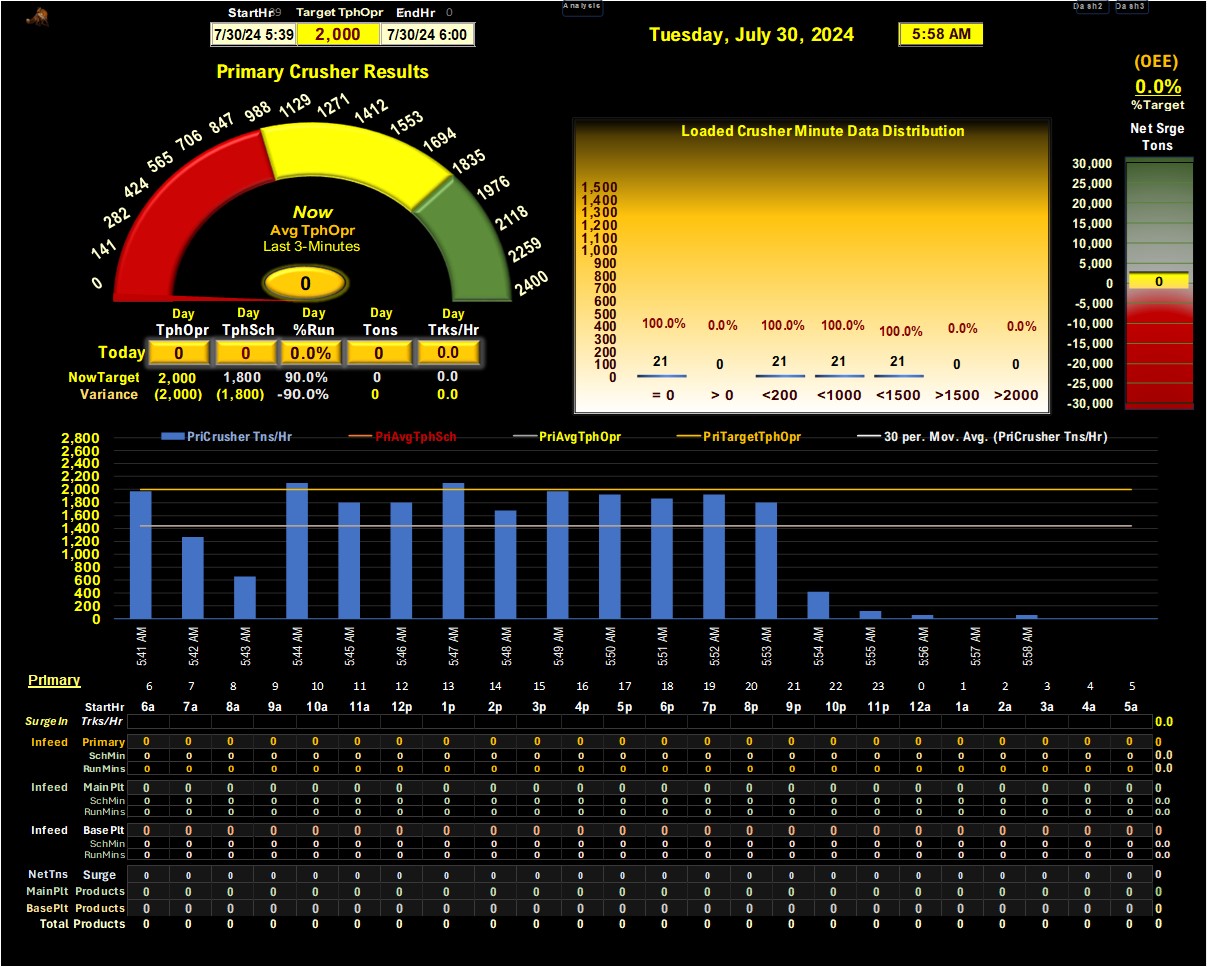 StartHr 39 Target TphOpr EndHr 0 Analysis Dash2 Dash3
7/30/24 5:39 2,000 7/30/24 6:00 Tuesday, July 30, 2024 5:58 AM
Primary Crusher Results
0 141 282 424 565 706 847 988 1129 1271 1412 1553 1694 1835 1976 2118 2259 2400
Now
Avg TphOpr
Last 3-Minutes
0
Day Day Day Day Day
TphOpr TphSch %Run Tons Trks/Hr
Today 0 0 0.0% 0 0.0
NowTarget 2,000 1,800 90.0% 0 0.0
Variance (2,000) (1,800) -90.0% 0 0.0
Loaded Crusher Minute Data Distribution
1,500
1,400
1,300
1,200
1,100
1,000
900
800
700
600
500
400
300
200
100
0
100.0% 0.0% 100.0% 100.0% 100.0% 0.0% 0.0%
21 0 21 21 21 0 0
= 0 > 0 <200 <1000 <1500 >1500 >2000
(OEE)
0.0%
%Target
Net Srge
Tons
30,000
25,000
20,000
15,000
10,000
5,000
0 0
-5,000
-10,000
-15,000
-20,000
-25,000
-30,000
PriCrusher Tns/Hr PriAvgTphSch PriAvgTphOpr PriTargetTphOpr 30 per. Mov. Avg. (PriCrusher Tns/Hr)
2,800
2,600
2,400
2,200
2,000
1,800
1,600
1,400
1,200
1,000
800
600
400
200
0
5:41 AM 5:42 AM 5:43 AM 5:44 AM 5:45 AM 5:46 AM 5:47 AM 5:48 AM 5:49 AM 5:50 AM 5:51 AM 5:52 AM 5:53 AM 5:54 AM 5:55 AM 5:56 AM 5:57 AM 5:58 AM
Primary
6 7 8 9 10 11 12 13 14 15 16 17 18 19 20 21 22 23 0 1 2 3 4 5
StartHr 6a 7a 8a 9a 10a 11a 12p 1p 2p 3p 4p 5p 6p 7p 8p 9p 10p 11p 12a 1a 2a 3a 4a 5a
SurgeIn Trks/Hr 0.0
Infeed Primary 0 0 0 0 0 0 0 0 0 0 0 0 0 0 0 0 0 0 0 0 0 0 0 0 0
SchMin 0 0 0 0 0 0 0 0 0 0 0 0 0 0 0 0 0 0 0 0 0 0 0 0 0.0
RunMins 0 0 0 0 0 0 0 0 0 0 0 0 0 0 0 0 0 0 0 0 0 0 0 0 0.0
Infeed Main Plt 0 0 0 0 0 0 0 0 0 0 0 0 0 0 0 0 0 0 0 0 0 0 0 0 0
SchMin 0 0 0 0 0 0 0 0 0 0 0 0 0 0 0 0 0 0 0 0 0 0 0 0 0.0
RunMins 0 0 0 0 0 0 0 0 0 0 0 0 0 0 0 0 0 0 0 0 0 0 0 0 0.0
Infeed Base Plt 0 0 0 0 0 0 0 0 0 0 0 0 0 0 0 0 0 0 0 0 0 0 0 0 0
SchMin 0 0 0 0 0 0 0 0 0 0 0 0 0 0 0 0 0 0 0 0 0 0 0 0 0.0
RunMins 0 0 0 0 0 0 0 0 0 0 0 0 0 0 0 0 0 0 0 0 0 0 0 0 0.0
NetTns Surge 0 0 0 0 0 0 0 0 0 0 0 0 0 0 0 0 0 0 0 0 0 0 0 0 0
MainPlt Products 0 0 0 0 0 0 0 0 0 0 0 0 0 0 0 0 0 0 0 0 0 0 0 0 0
BasePlt Products 0 0 0 0 0 0 0 0 0 0 0 0 0 0 0 0 0 0 0 0 0 0 0 0 0
Total Products 0 0 0 0 0 0 0 0 0 0 0 0 0 0 0 0 0 0 0 0 0 0 0 0 0